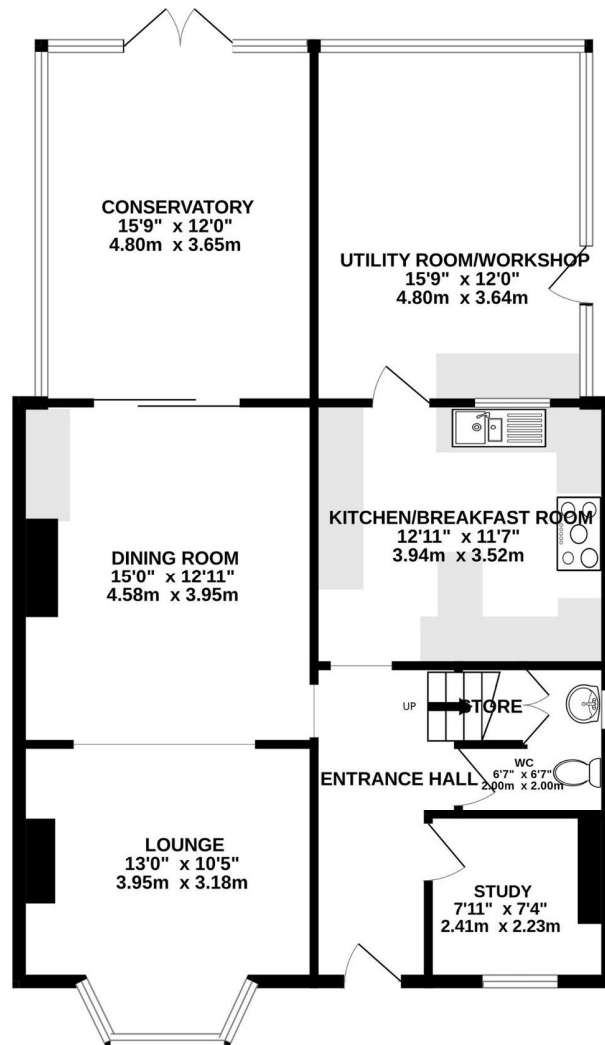 CONSERVATORY
15'9" x 12'0"
4.80m x 3.65m
UTILITY ROOM/WORKSHOP
15'9" x 12'0"
4.80m x 3.64m
KITCHEN/BREAKFAST ROOM
12'11" x 11'7"
3.94m x 3.52m
DINING ROOM
15'0" x 12'11"
4.58m x 3.95m
UP
STORE
WC
6'7" x 6'7"
2.00m x 2.00m
ENTRANCE HALL
LOUNGE
13'0" x 10'5"
3.95m x 3.18m
STUDY
7'11" x 7'4"
2.41m x 2.23m